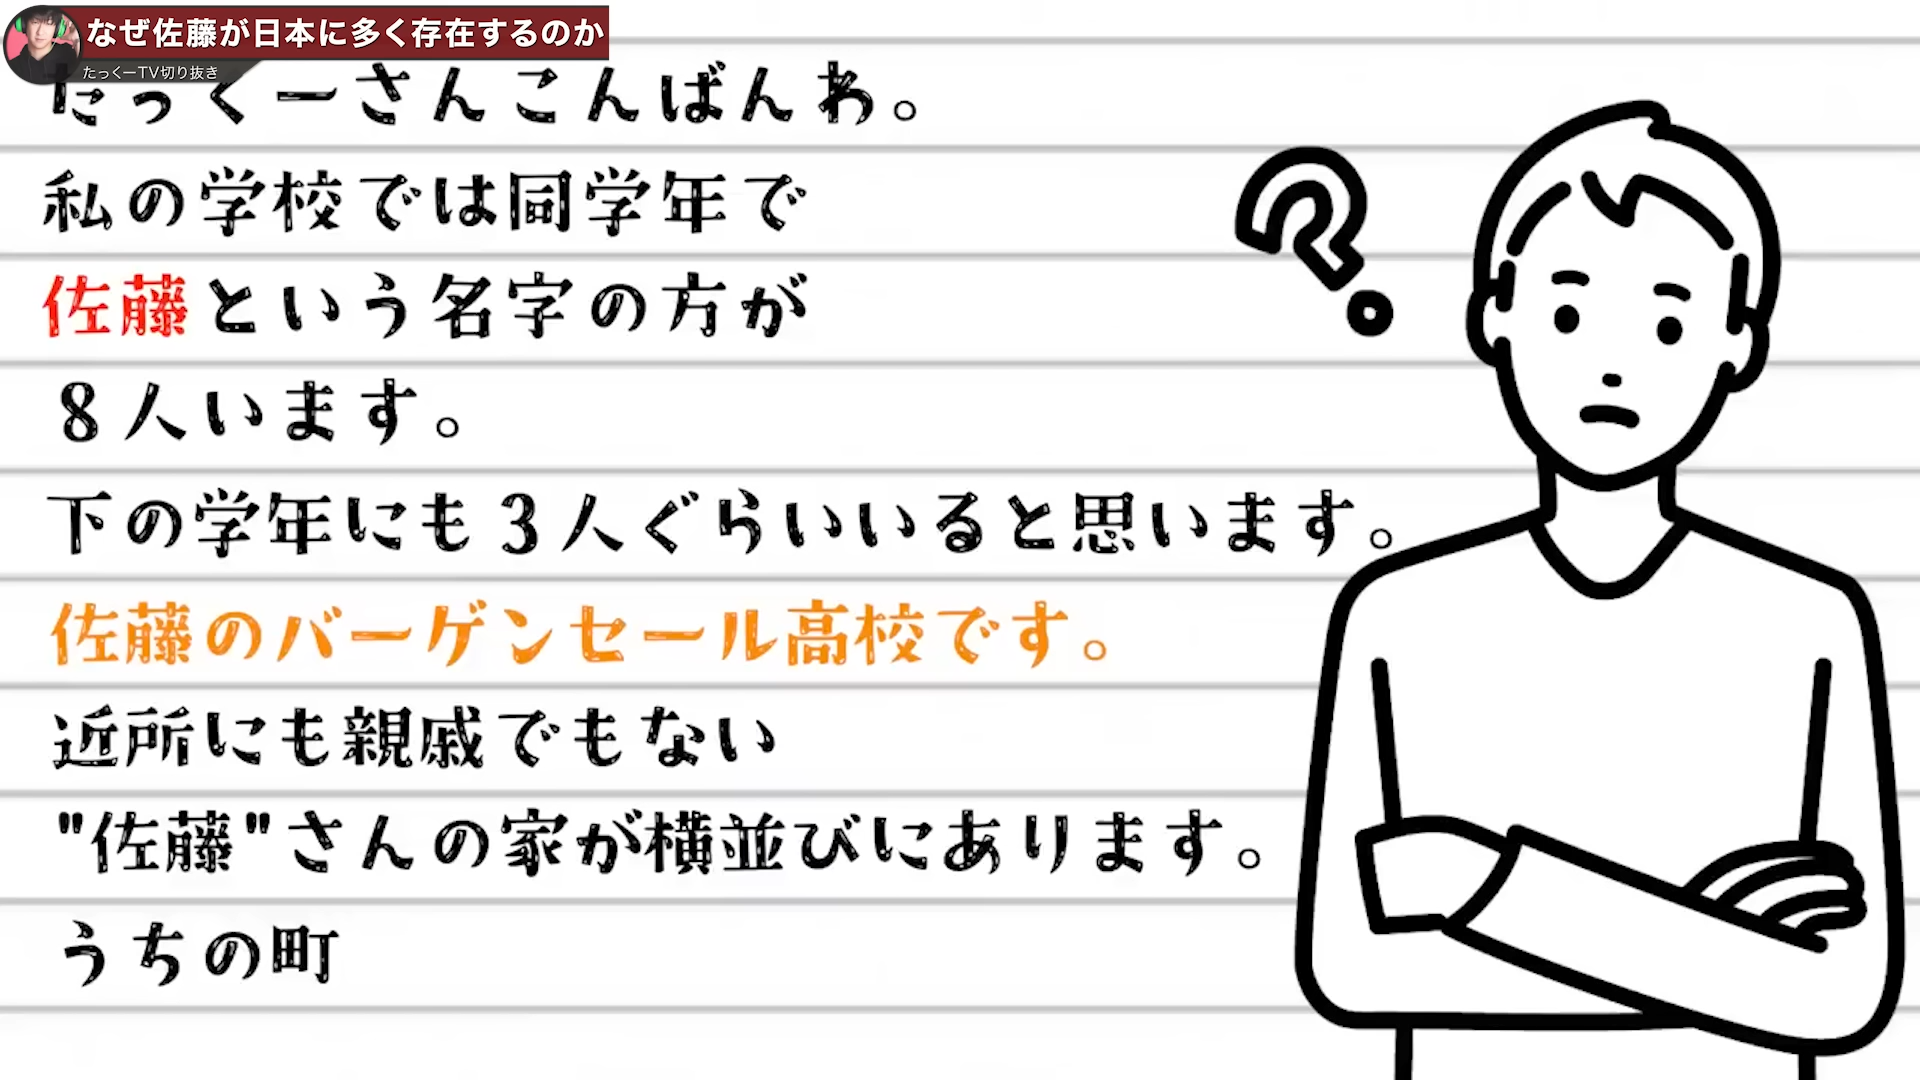 なぜ佐藤が日本に多く存在するのか
たっくーTV切り抜き
たっくーさんこんばんわ。
私の学校では同学年で
佐藤という名字の方が
8人います。
下の学年にも3人ぐらいいると思います。
佐藤のバーゲンセール高校です。
近所にも親戚でもない
"佐藤"さんの家が横並びにあります。
うちの町